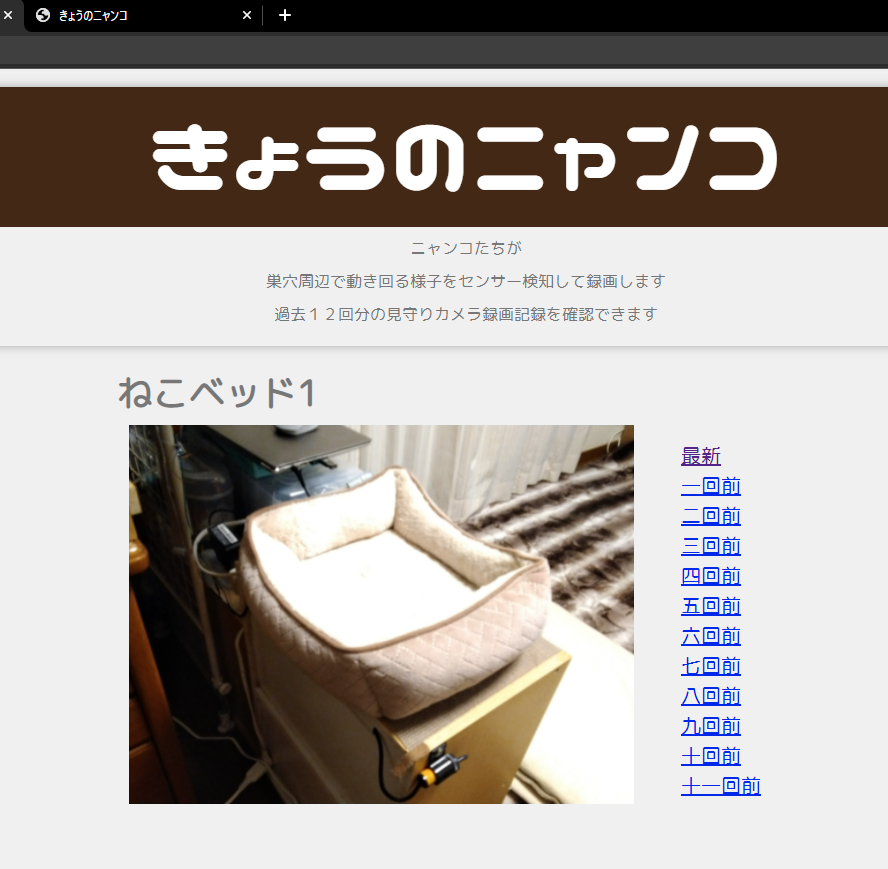 きょうのニャンコ
きょうのニャンコ
ニャンコたちが
巣穴周辺で動き回る様子をセンサー検知して録画します
過去１２回分の見守りカメラ録画記録を確認できます
ねこベッド1
最新
一回前
二回前
三回前
四回前
五回前
六回前
七回前
八回前
九回前
十回前
十一回前